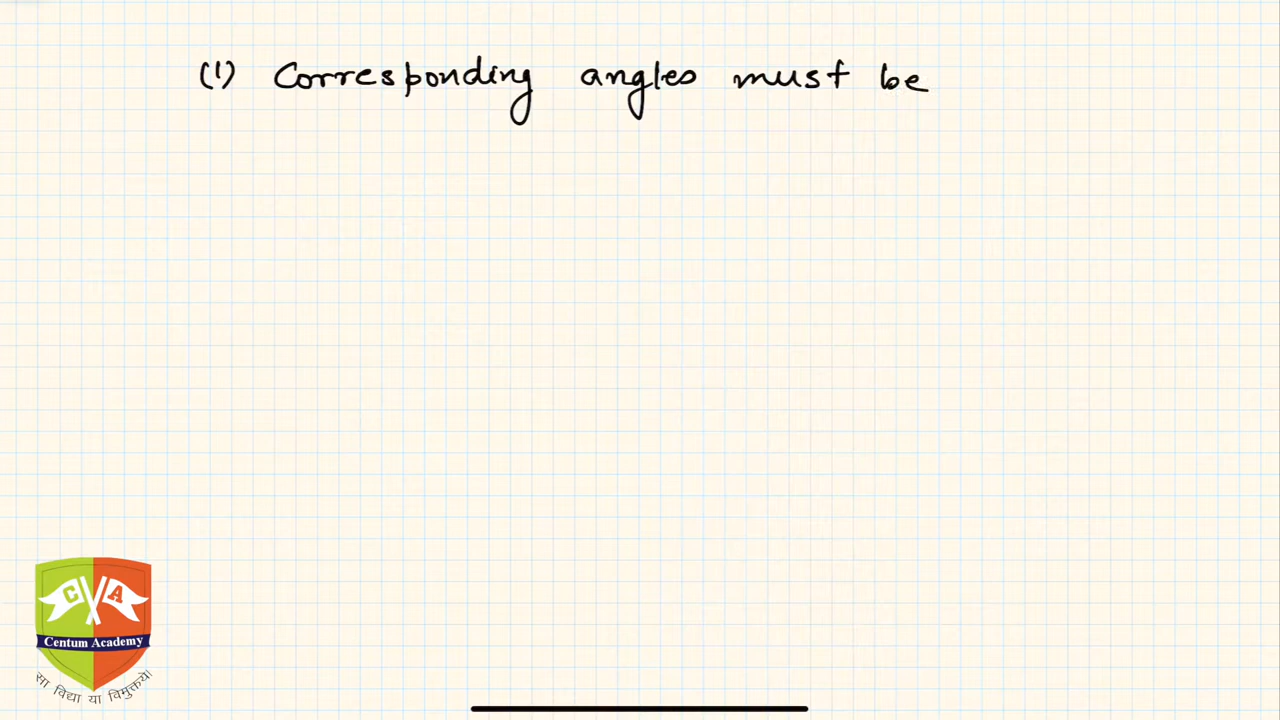 (1) Corresponding angles must be
C A
Centum Academy
सा विद्या या विमुक्तये।